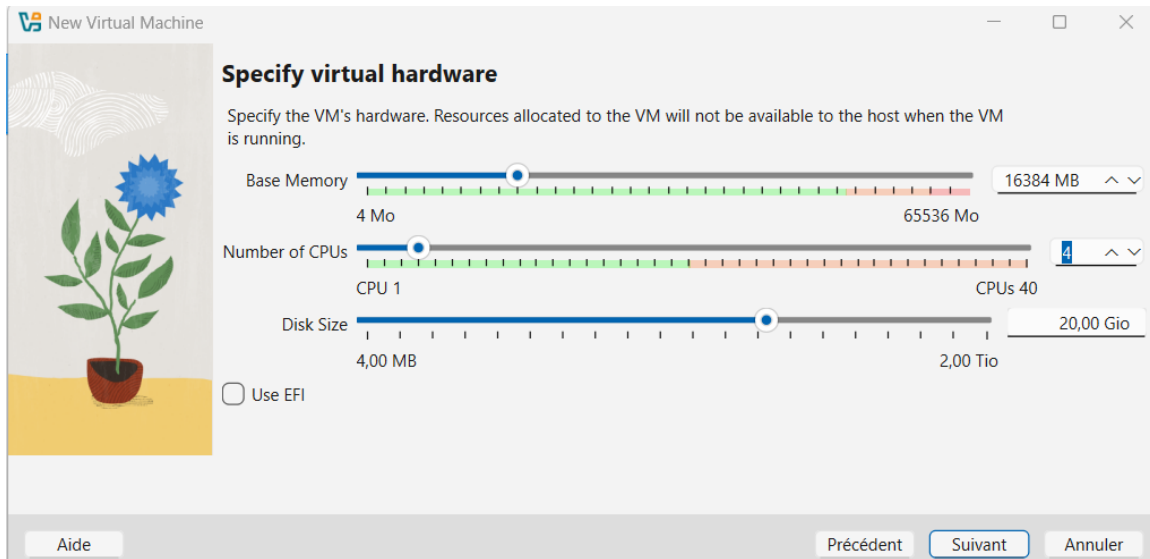 New Virtual Machine
Specify virtual hardware
Specify the VM's hardware. Resources allocated to the VM will not be available to the host when the VM
is running.
Base Memory
16384 MB
4 Mo
65536 Mo
Number of CPUs
4
CPU 1
CPUs 40
Disk Size
20,00 Gio
4,00 MB
2,00 Tio
Use EFI
Aide
Précédent
Suivant
Annuler